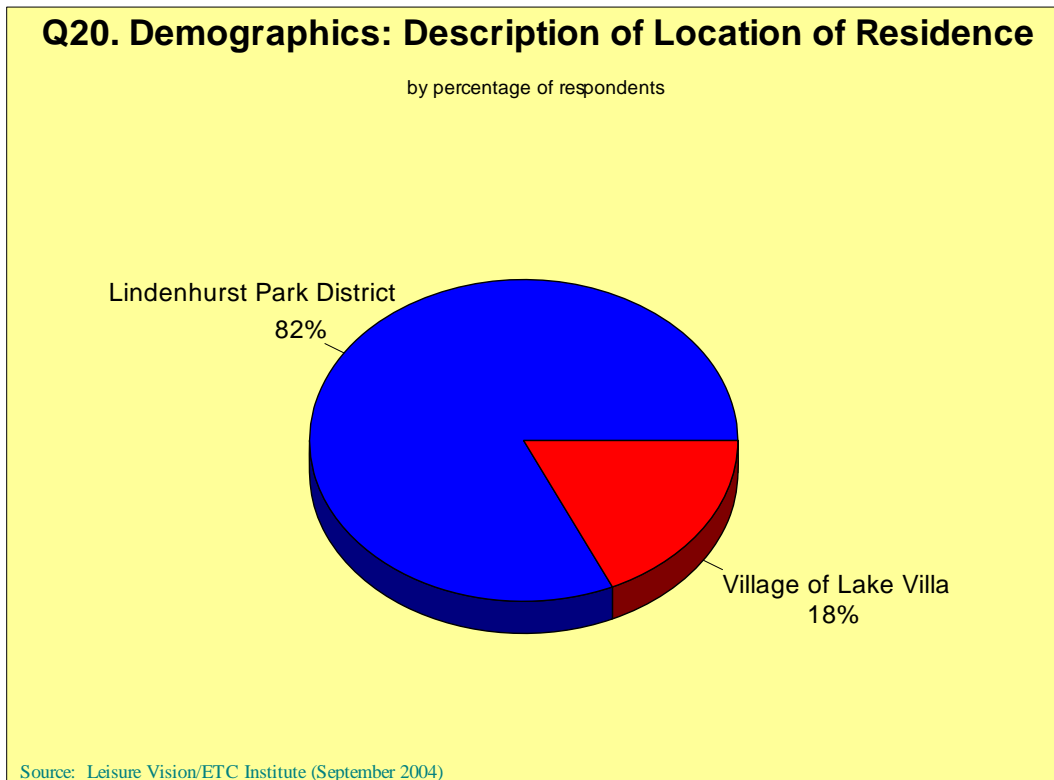 Q20. Demographics: Description of Location of Residence
by percentage of respondents
Lindenhurst Park District
82%
Village of Lake Villa
18%
Source: Leisure Vision/ETC Institute (September 2004)